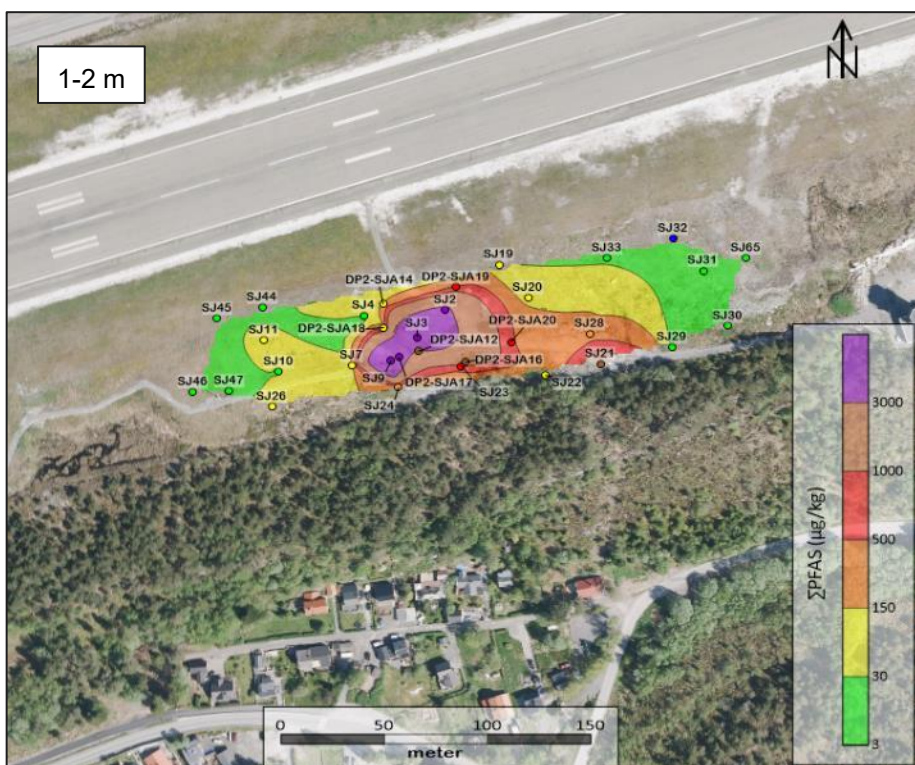 1-2 m
N
SJ32
SJ33
SJ19
SJ65
SJ31
DP2-SJA14
DP2-SJA19
SJ20
SJ44
SJ45
SJ4
SJ2
SJ30
DP2-SJA18
DP2-SJA20
SJ11
SJ3
SJ28
SJ29
DP2-SJA12
SJ7
DP2-SJA16
SJ21
SJ10
SJ9
DP2-SJA17
SJ46
SJ47
SJ24
SJ23
SJ22
SJ26
3000
1000
500
150
30
3
∑PFAS (µg/kg)
0 50 100 150
meter